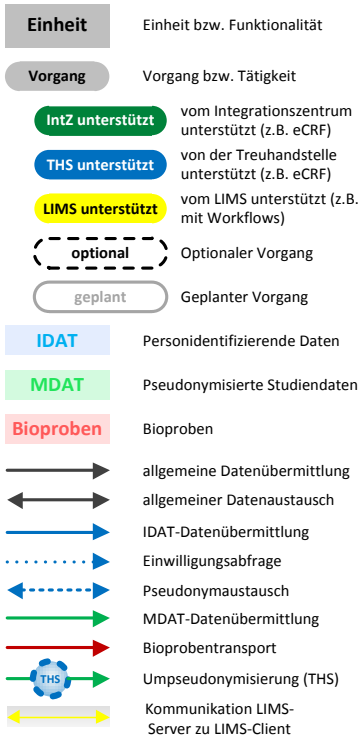 Einheit Einheit bzw. Funktionalität
Vorgang Vorgang bzw. Tätigkeit
IntZ unterstützt vom Integrationszentrum
unterstützt (z.B. eCRF)
THS unterstützt von der Treuhandstelle
unterstützt (z.B. eCRF)
LIMS unterstützt vom LIMS unterstützt (z.B.
mit Workflows)
optional Optionaler Vorgang
geplant Geplanter Vorgang
IDAT Personidentifizierende Daten
MDAT Pseudonymisierte Studiendaten
Bioproben Bioproben
allgemeine Datenübermittlung
allgemeiner Datenaustausch
IDAT-Datenübermittlung
Einwilligungsabfrage
Pseudonymaustausch
MDAT-Datenübermittlung
Bioprobentransport
THS Umpseudonymisierung (THS)
Kommunikation LIMS-
Server zu LIMS-Client